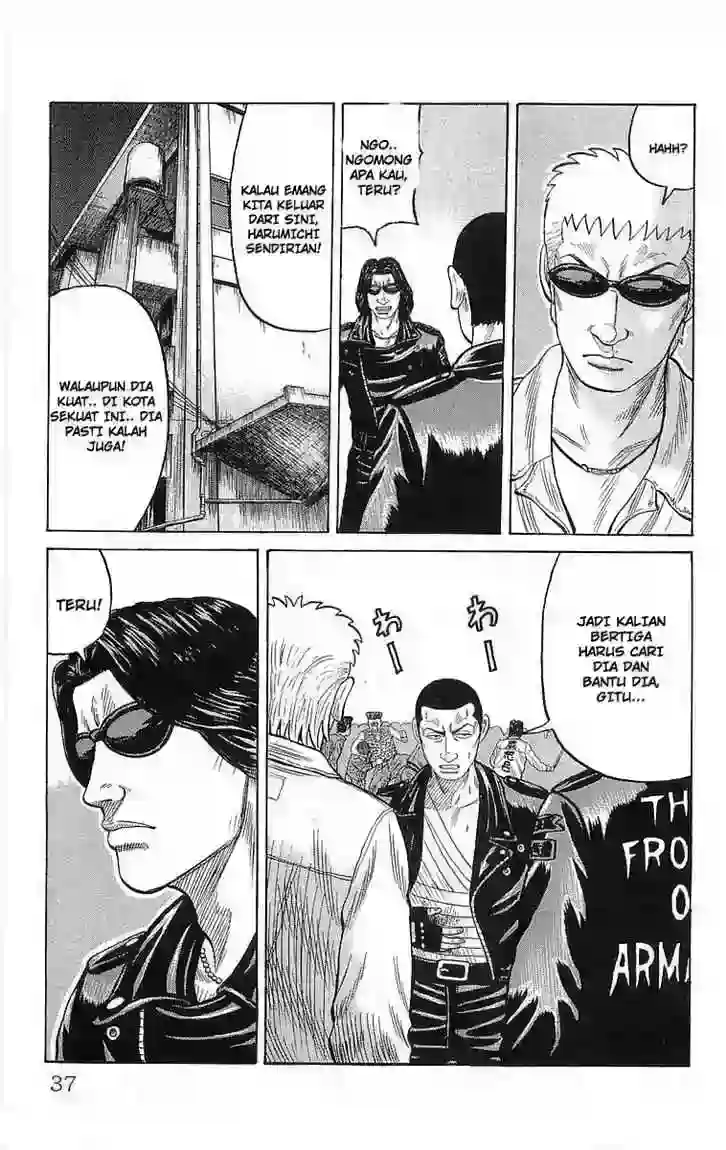 HAHH?
NGO..
NGOMONG
APA KAU,
TERU?
KALAU EMANG
KITA KELUAR
DARI SINI,
HARUMICHI
SENDIRIAN!
WALAUPUN DIA
KUAT.. DI KOTA
SEKUAT INI.. DIA
PASTI KALAH
JUGA!
JADI KALIAN
BERTIGA
HARUS CARI
DIA DAN
BANTU DIA,
GITU...
わー
わー
TH
FRO
O
ARMA
TERU!
37